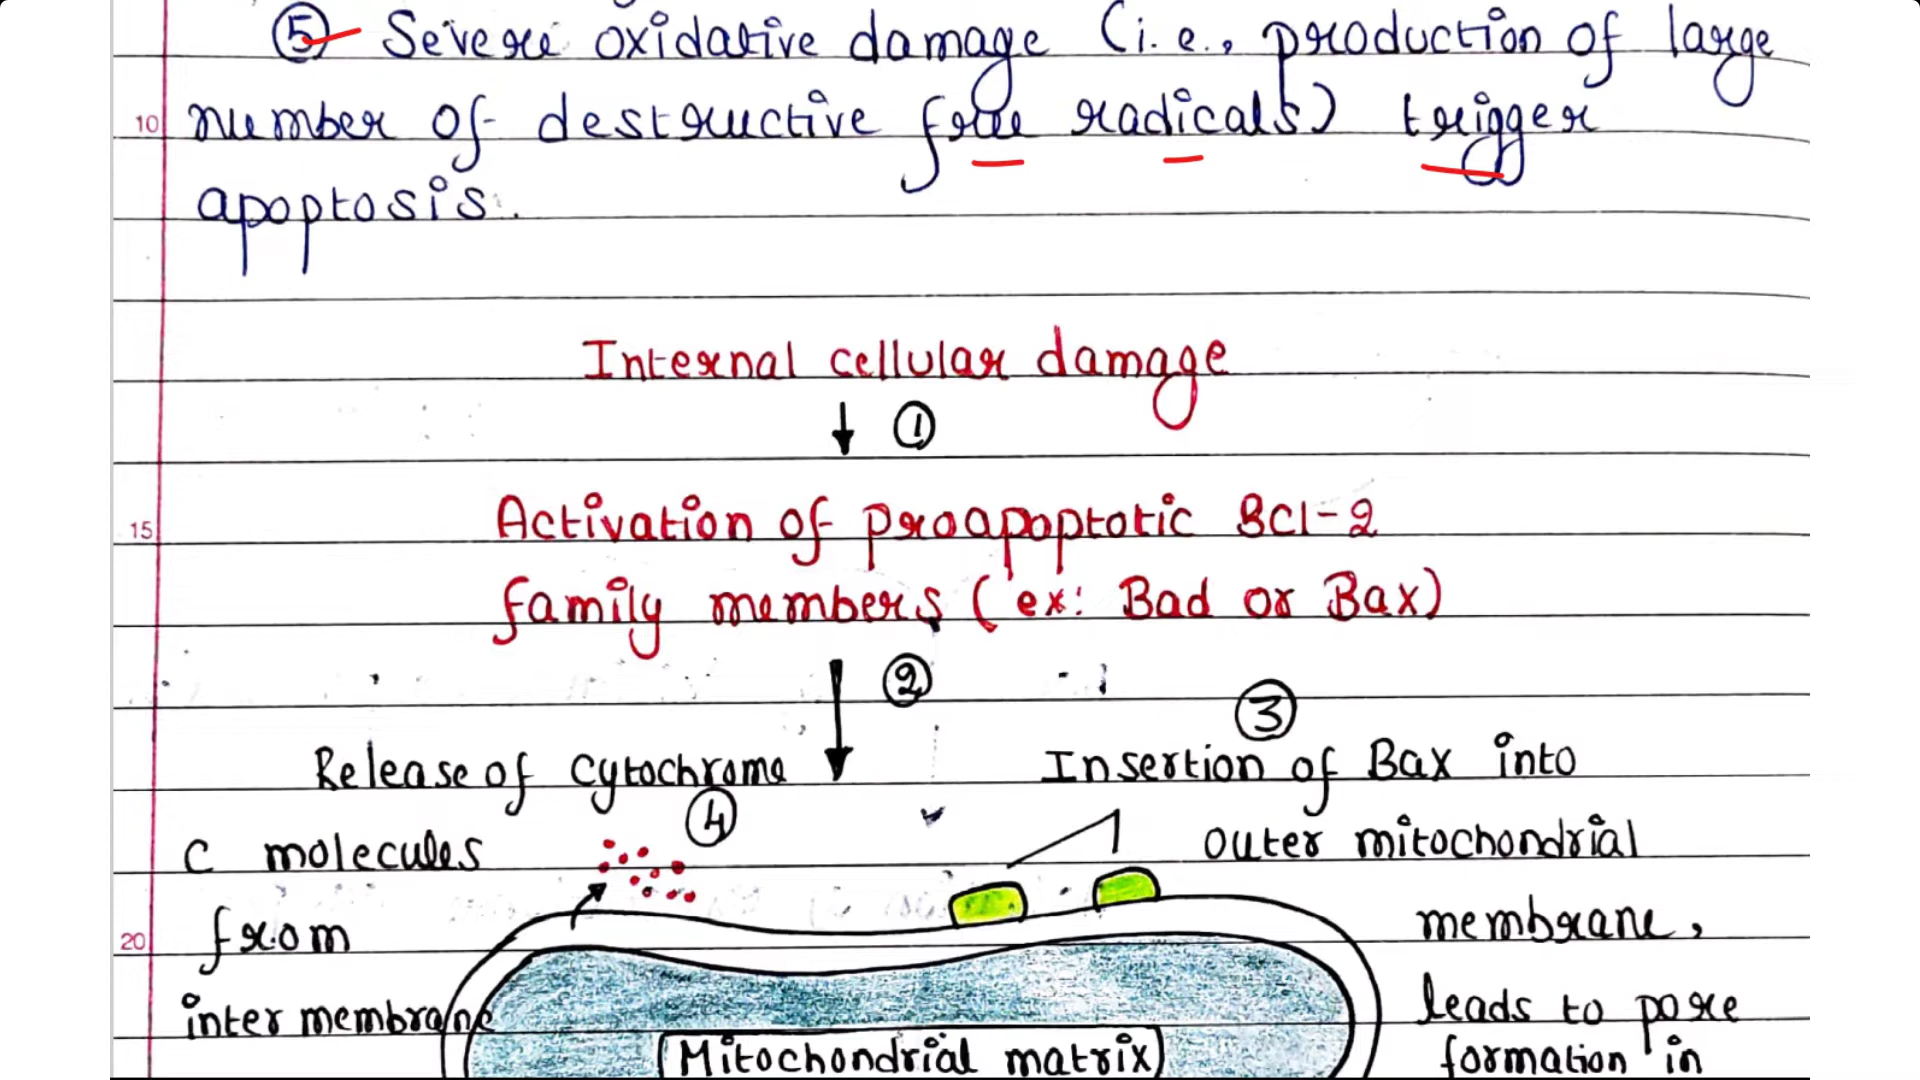 ⑤ Severe oxidative damage (i.e., production of large
10 number of destructive free radicals) trigger
apoptosis.
Internal cellular damage
↓ ①
15 Activation of proapoptotic BCl-2
family members (ex: Bad or Bax)
②
③
Release of cytochrome
Insertion of Bax into
④
C molecules
outer mitochondrial
20 from
membrane,
inter membrane
leads to pore
Mitochondrial matrix
formation in